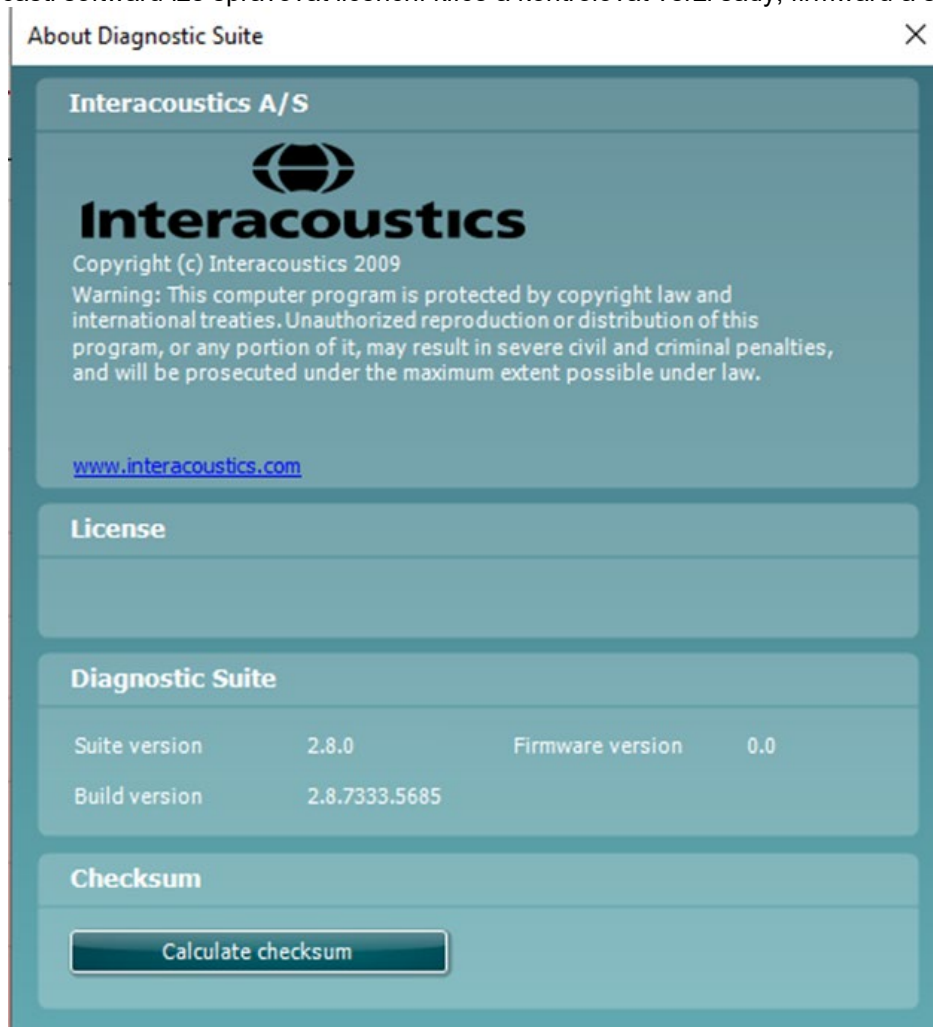 About Diagnostic Suite
Interacoustics A/S
Interacoustics
Copyright (c) Interacoustics 2009
Warning: This computer program is protected by copyright law and
international treaties. Unauthorized reproduction or distribution of this
program, or any portion of it, may result in severe civil and criminal penalties,
and will be prosecuted under the maximum extent possible under law.
www.interacoustics.com
License
Diagnostic Suite
Suite version 2.8.0 Firmware version 0.0
Build version 2.8.7333.5685
Checksum
Calculate checksum